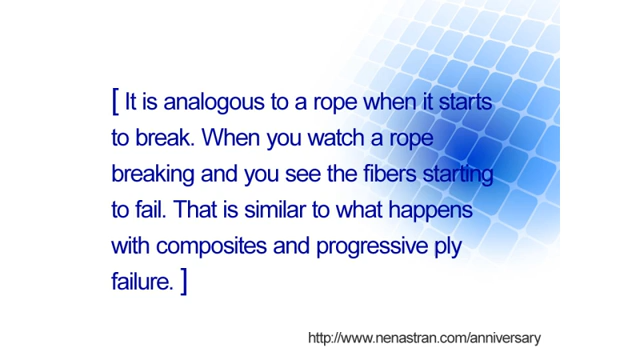 [ It is analogous to a rope when it starts
to break. When you watch a rope
breaking and you see the fibers starting
to fail. That is similar to what happens
with composites and progressive ply
failure. ]
http://www.nenastran.com/anniversary